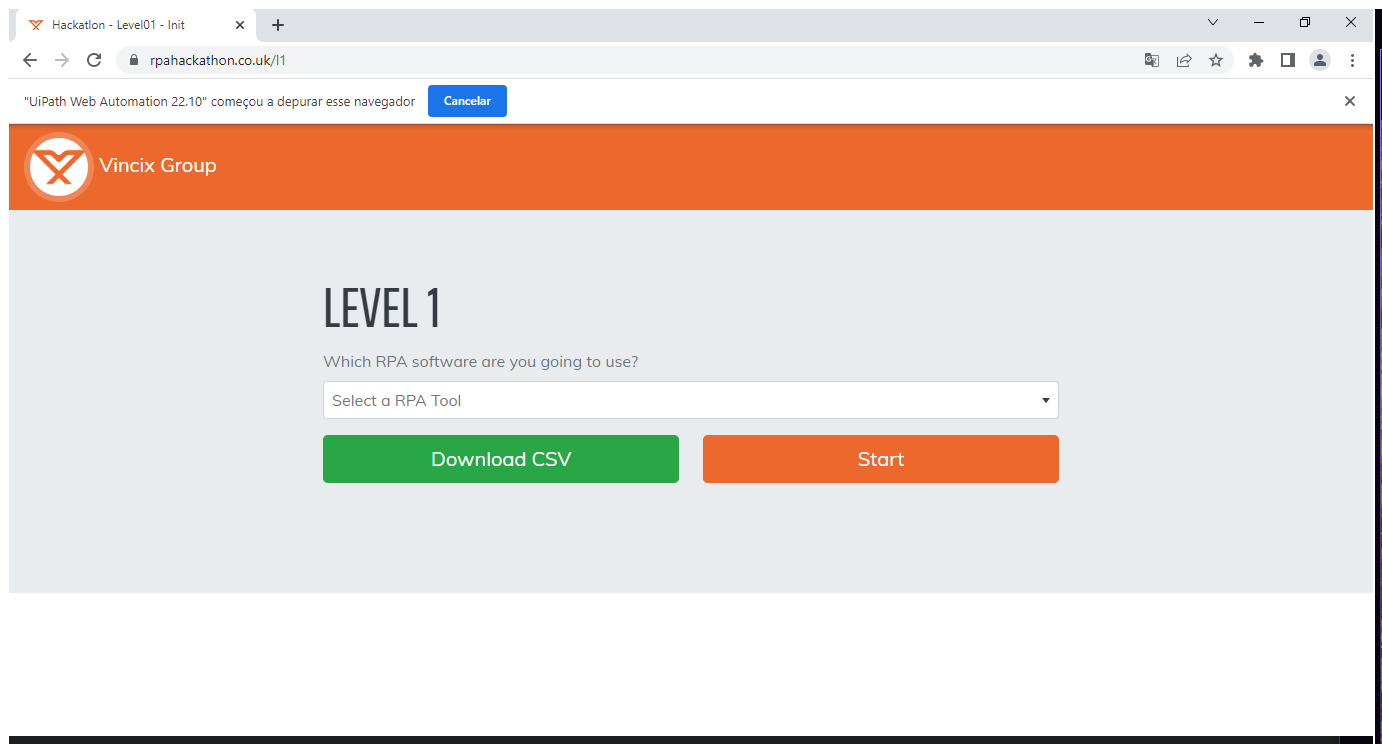 Hackatlon - Level01 - Init
rpahackathon.co.uk/l1
"UiPath Web Automation 22.10" começou a depurar esse navegador
Cancelar
Vincix Group
LEVEL 1
Which RPA software are you going to use?
Select a RPA Tool
Download CSV
Start